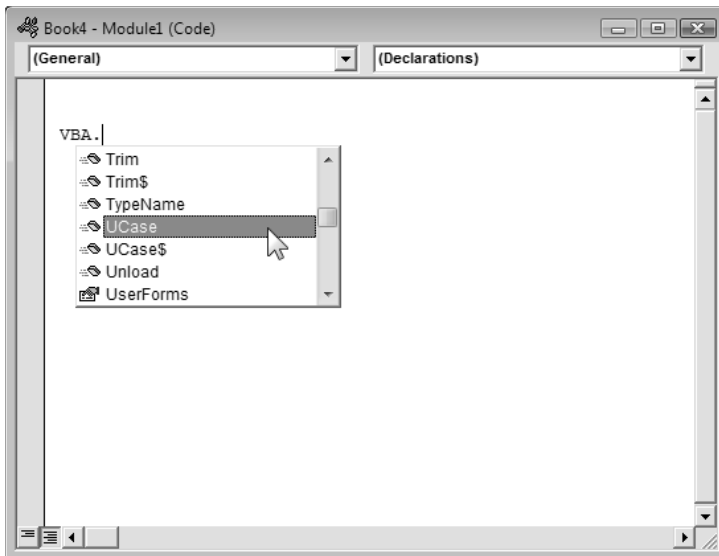 Book4 - Module1 (Code)
(General) (Declarations)
VBA.
Trim
Trim$
TypeName
UCase
UCase$
Unload
UserForms